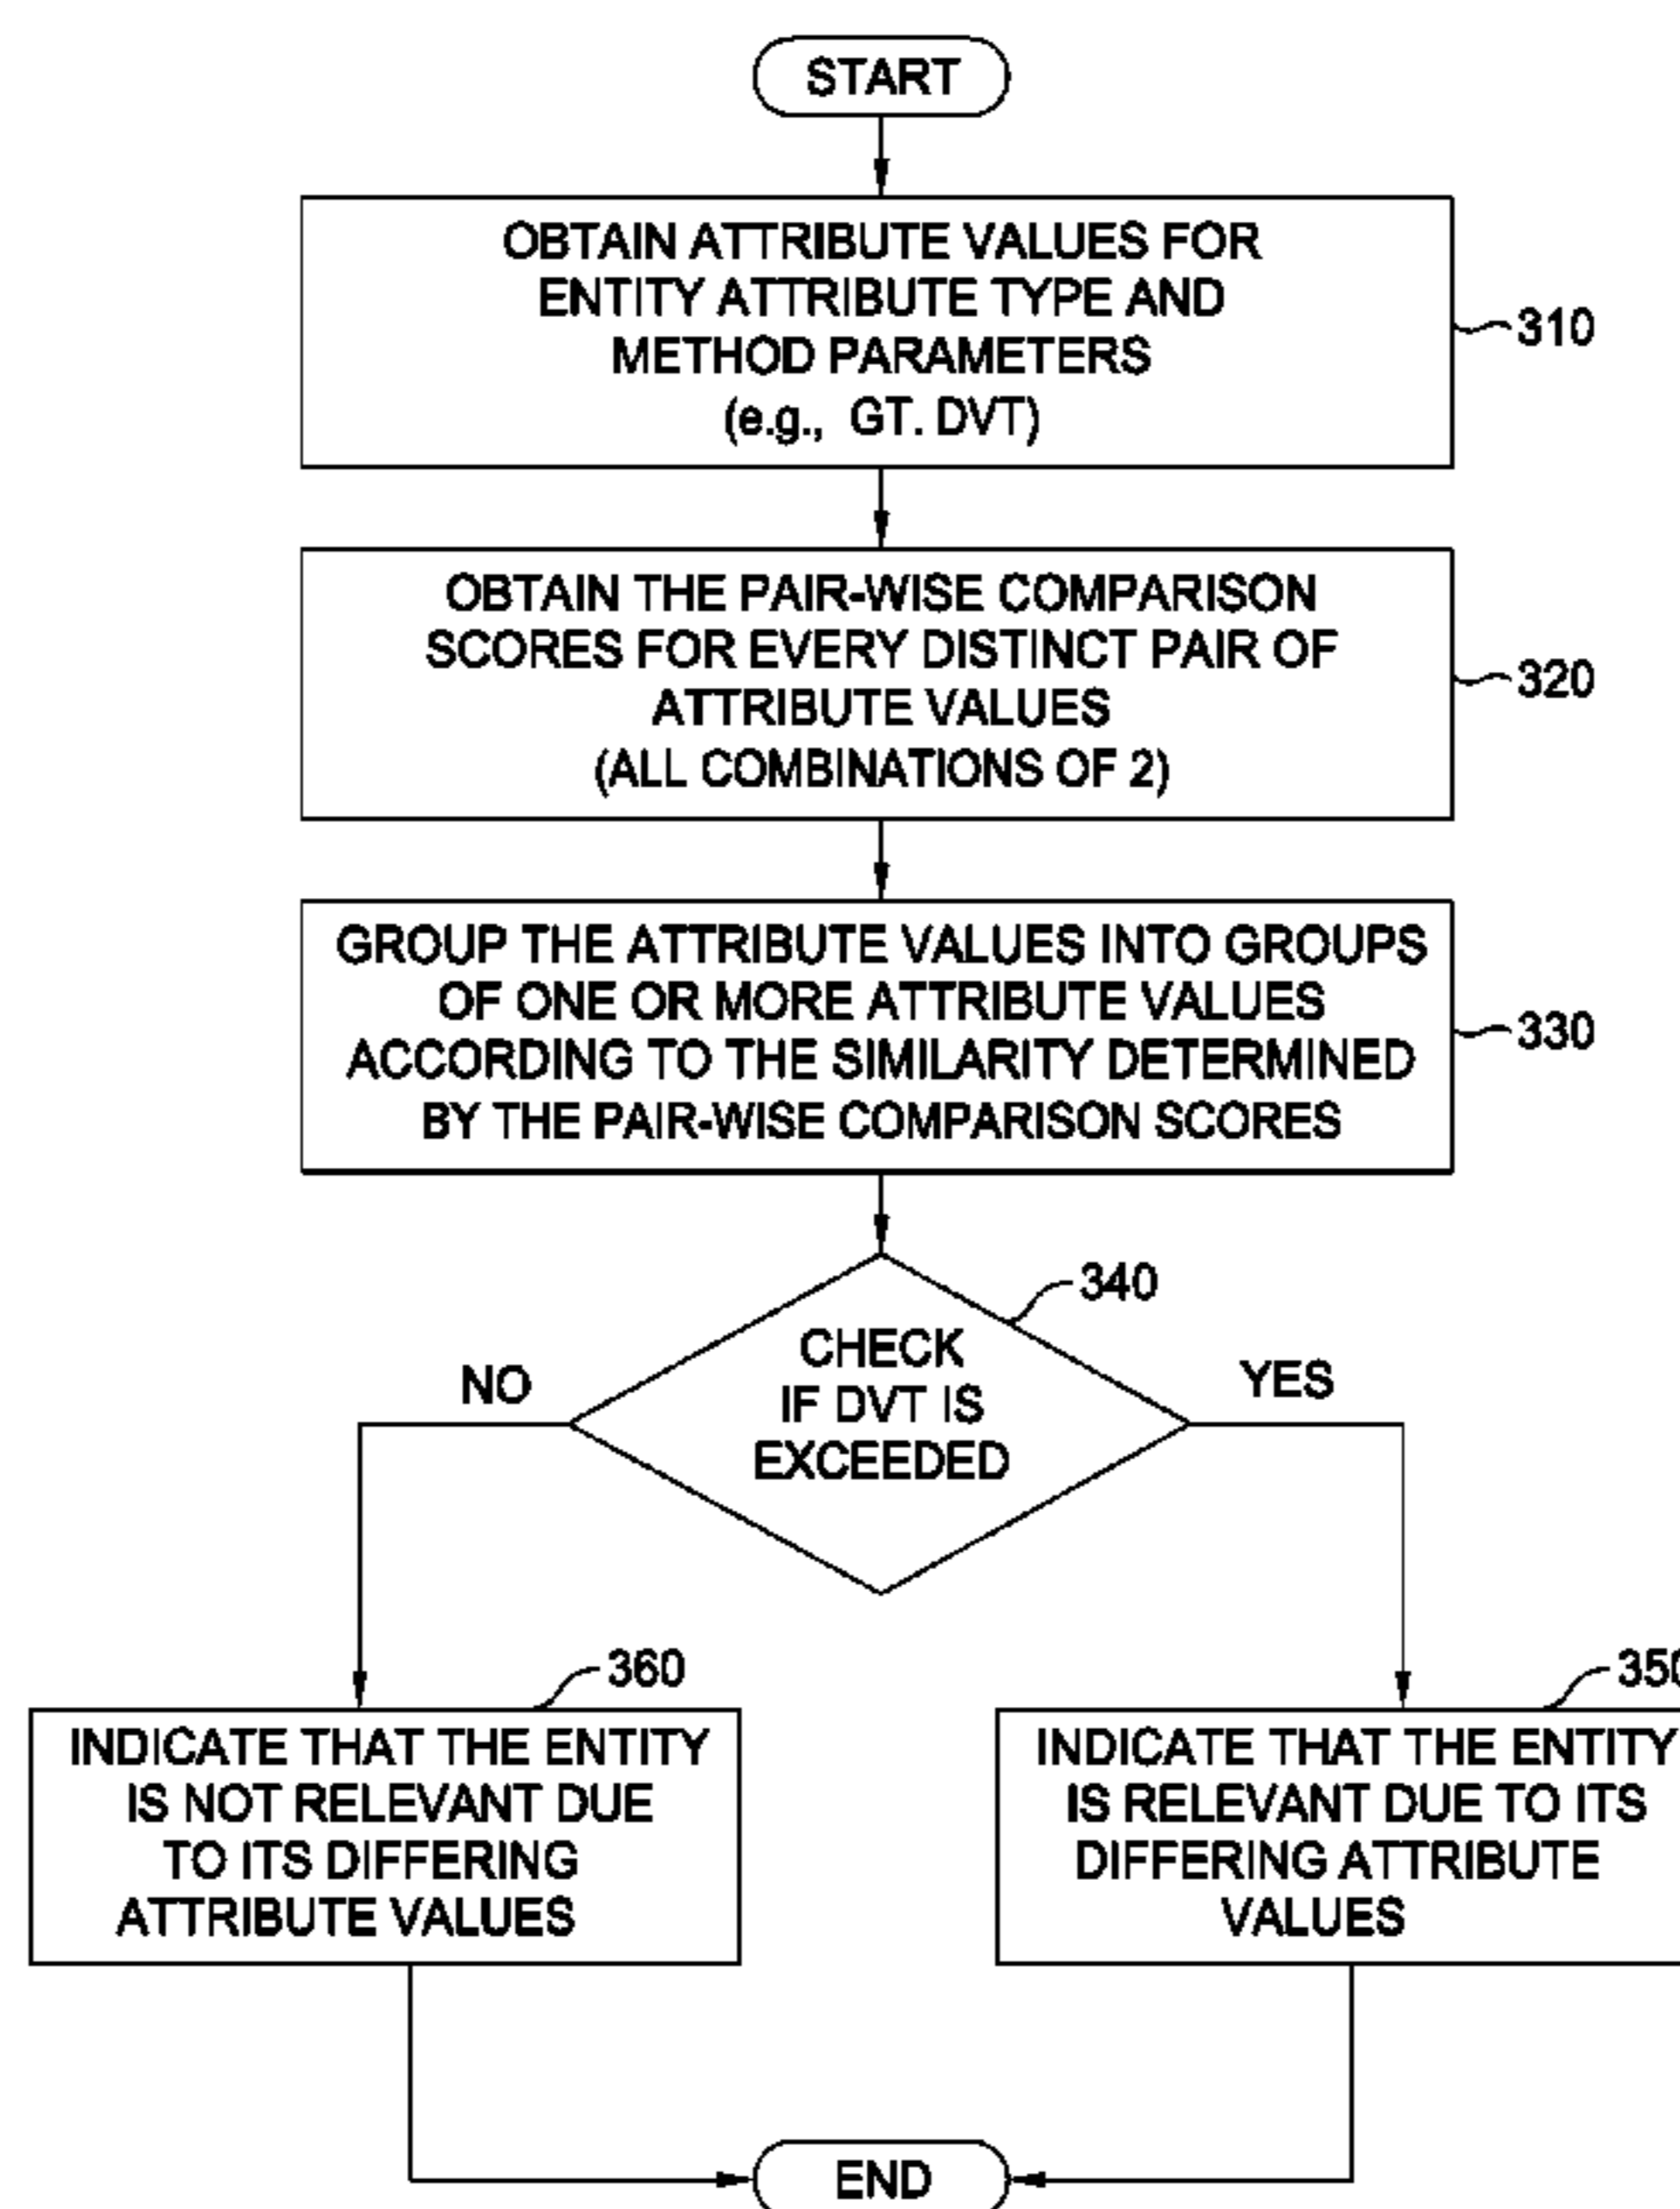 START
OBTAIN ATTRIBUTE VALUES FOR
ENTITY ATTRIBUTE TYPE AND
METHOD PARAMETERS
(e.g., GT. DVT)
310
OBTAIN THE PAIR-WISE COMPARISON
SCORES FOR EVERY DISTINCT PAIR OF
ATTRIBUTE VALUES
(ALL COMBINATIONS OF 2)
320
GROUP THE ATTRIBUTE VALUES INTO GROUPS
OF ONE OR MORE ATTRIBUTE VALUES
ACCORDING TO THE SIMILARITY DETERMINED
BY THE PAIR-WISE COMPARISON SCORES
330
340
CHECK
IF DVT IS
EXCEEDED
NO
YES
360
INDICATE THAT THE ENTITY
IS NOT RELEVANT DUE
TO ITS DIFFERING
ATTRIBUTE VALUES
350
INDICATE THAT THE ENTITY
IS RELEVANT DUE TO ITS
DIFFERING ATTRIBUTE
VALUES
END